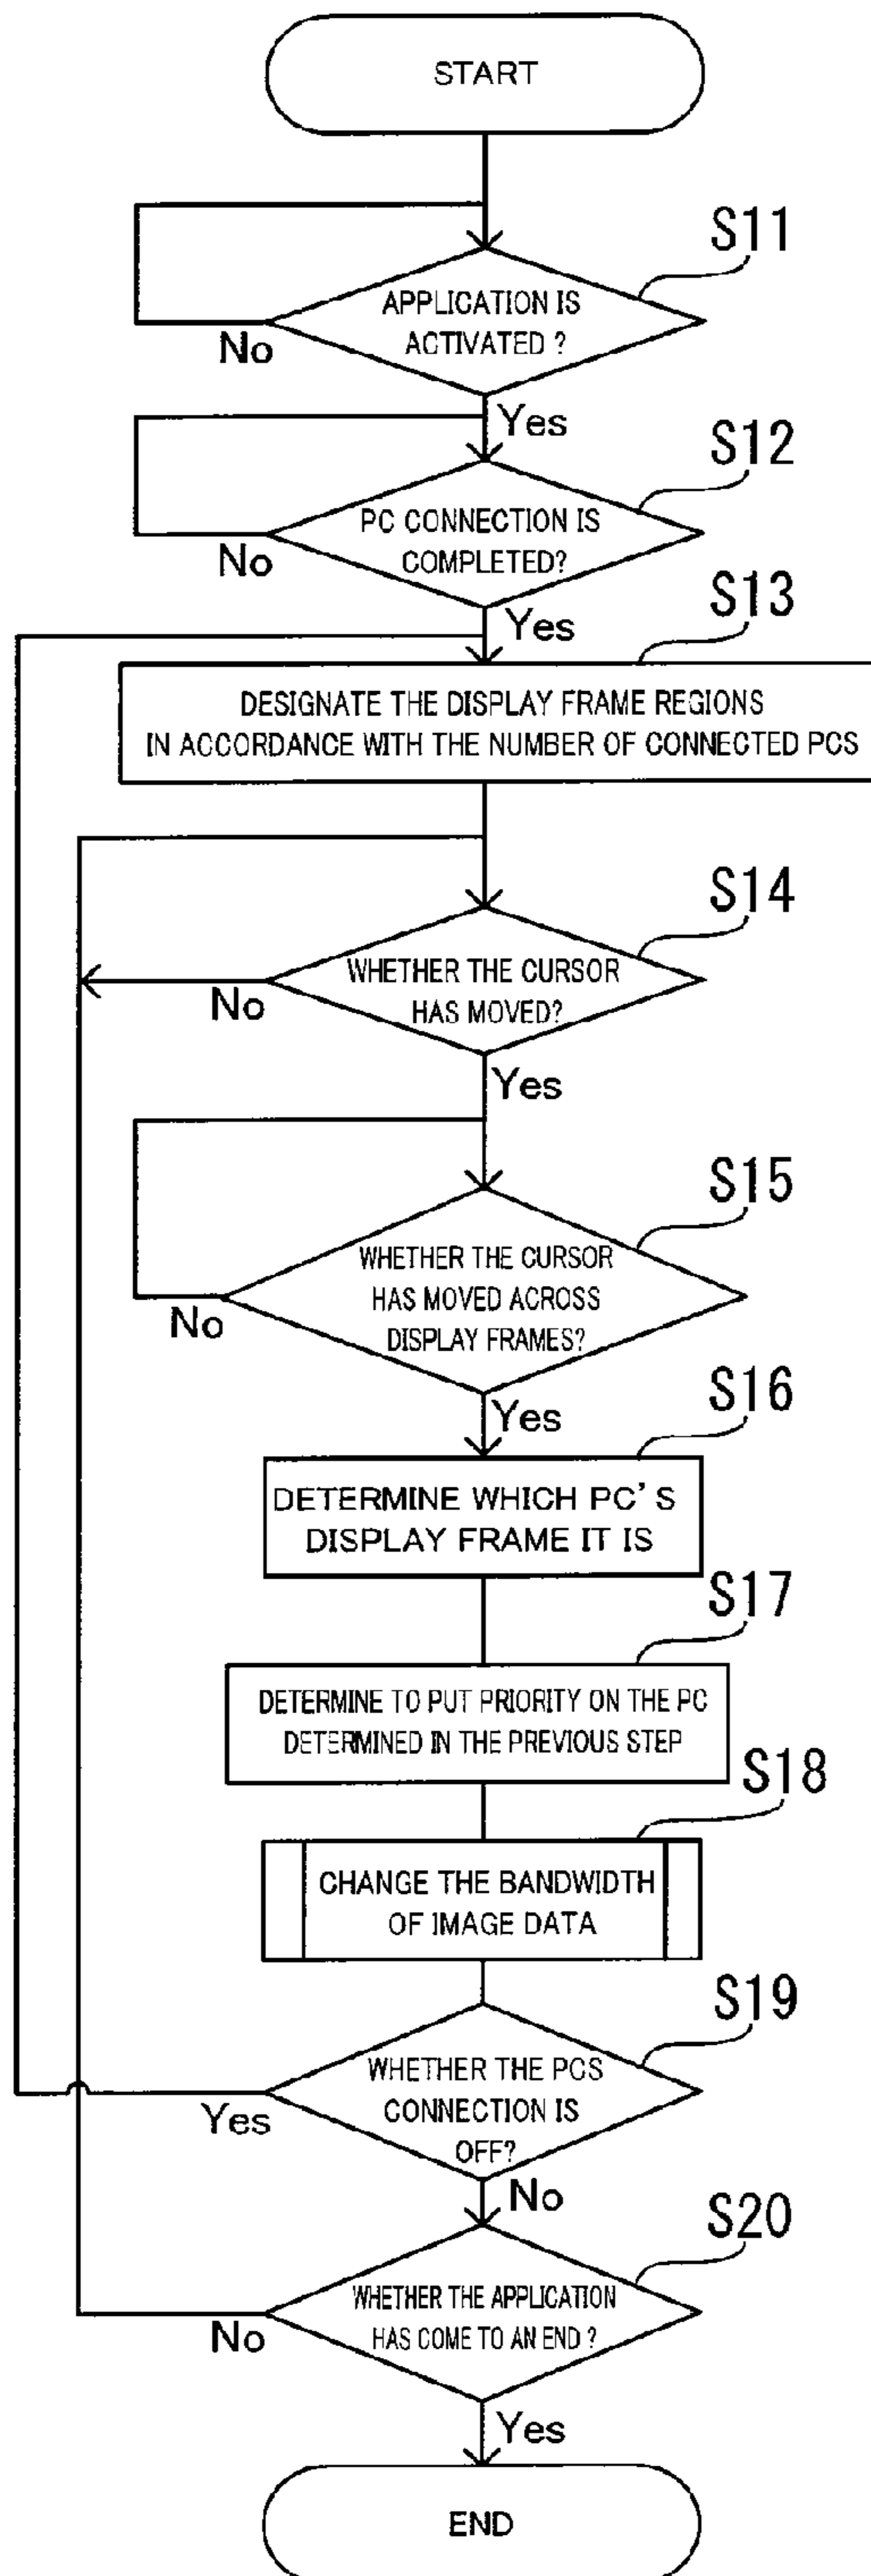 START
S11
APPLICATION IS
ACTIVATED ?
No
Yes
S12
PC CONNECTION IS
COMPLETED?
No
Yes
S13
DESIGNATE THE DISPLAY FRAME REGIONS
IN ACCORDANCE WITH THE NUMBER OF CONNECTED PCS
S14
WHETHER THE CURSOR
HAS MOVED?
No
Yes
S15
WHETHER THE CURSOR
HAS MOVED ACROSS
DISPLAY FRAMES?
No
Yes
S16
DETERMINE WHICH PC'S
DISPLAY FRAME IT IS
S17
DETERMINE TO PUT PRIORITY ON THE PC
DETERMINED IN THE PREVIOUS STEP
S18
CHANGE THE BANDWIDTH
OF IMAGE DATA
S19
WHETHER THE PCS
CONNECTION IS
OFF?
Yes
No
S20
WHETHER THE APPLICATION
HAS COME TO AN END ?
No
Yes
END